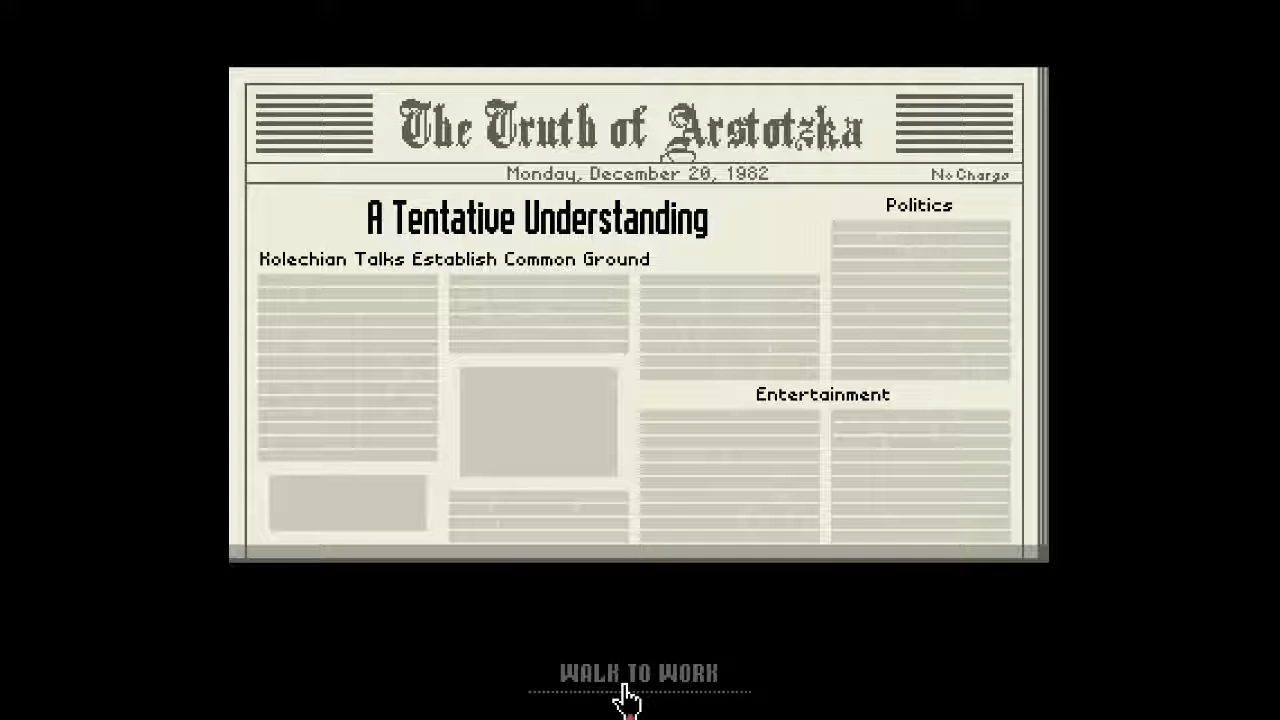 The Truth of Arstotzka
Monday, December 20, 1982
No Charge
A Tentative Understanding
Kolechian Talks Establish Common Ground
Politics
Entertainment
WALK TO WORK